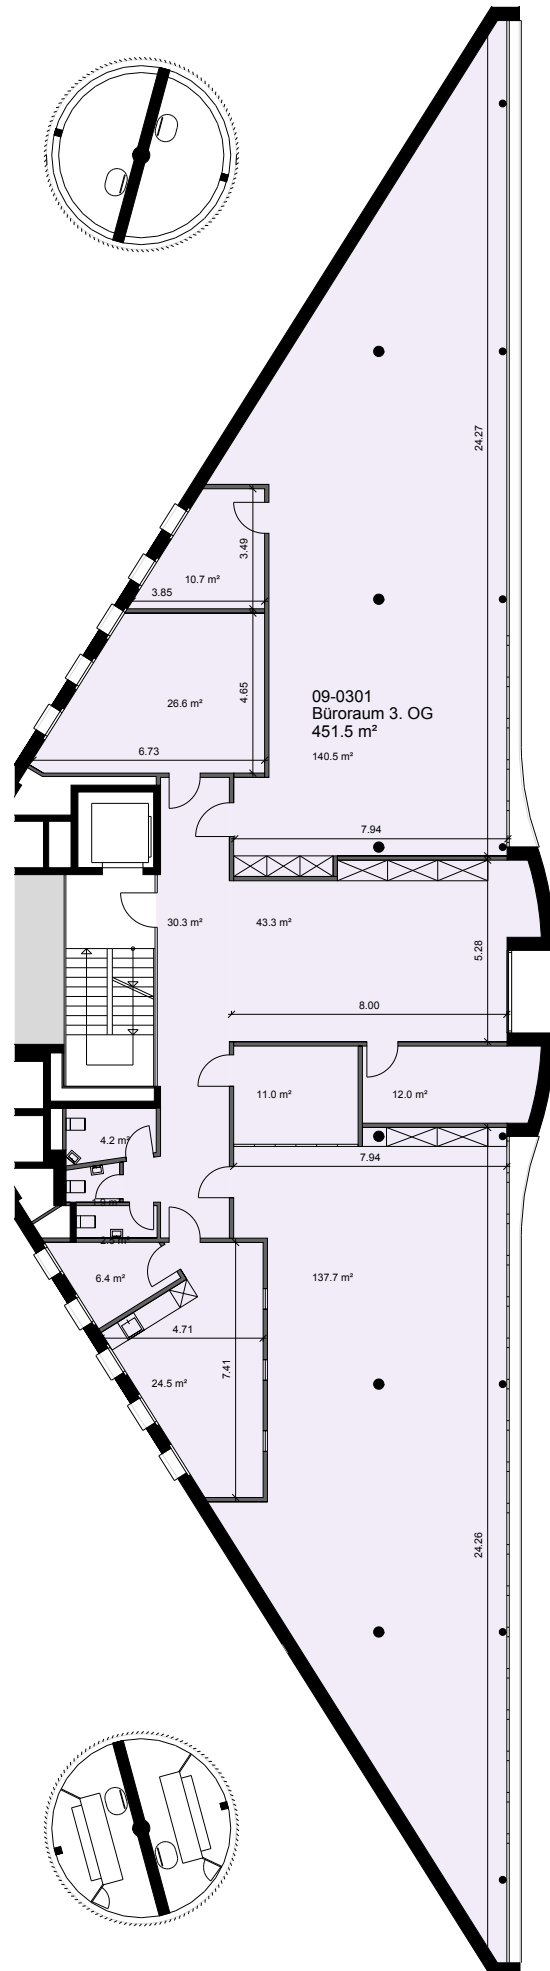 24.27
3.49
10.7 m²
3.85
26.6 m²
4.65
09-0301
Büroraum 3. OG
451.5 m²
140.5 m²
6.73
7.94
30.3 m²
43.3 m²
5.28
8.00
11.0 m²
12.0 m²
4.2 m²
7.94
6.4 m²
137.7 m²
4.71
7.41
24.5 m²
24.26